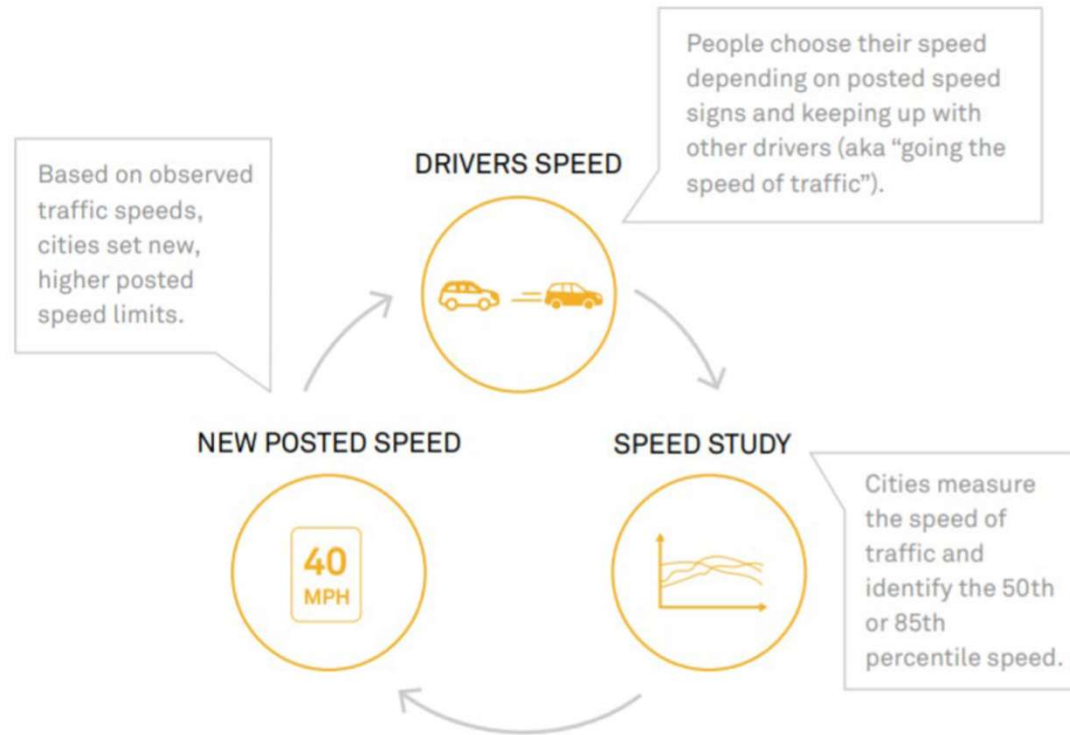 People choose their speed
depending on posted speed
signs and keeping up with
other drivers (aka “going the
speed of traffic”).
DRIVERS SPEED
Based on observed
traffic speeds,
cities set new,
higher posted
speed limits.
NEW POSTED SPEED
40
MPH
SPEED STUDY
Cities measure
the speed of
traffic and
identify the 50th
or 85th
percentile speed.